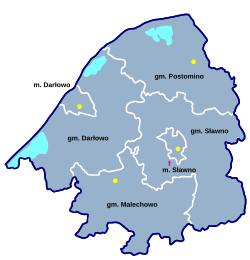 gm. Postomino
m. Darłowo
gm. Sławno
gm. Darłowo
m. Sławno
gm. Malechowo